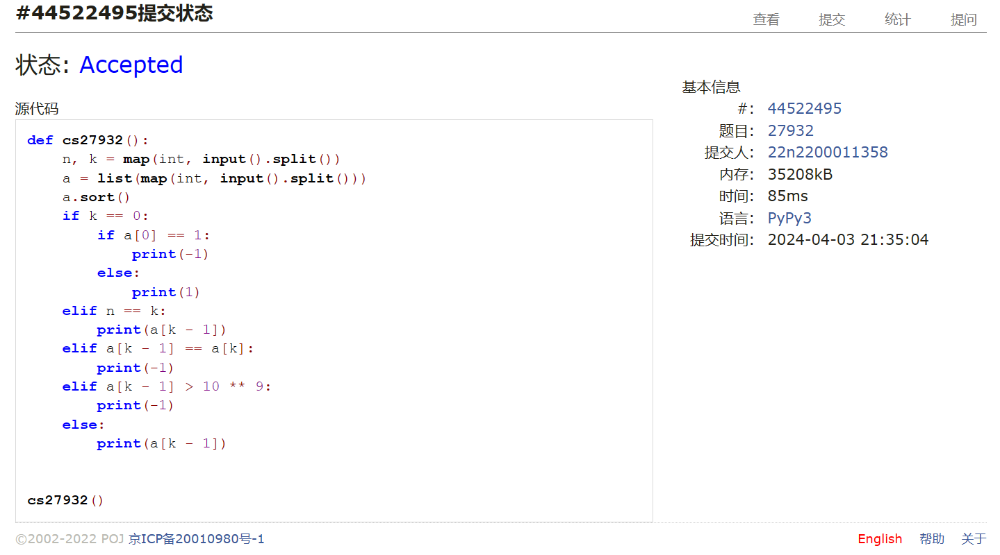 #44522495提交状态
查看 提交 统计 提问
状态: Accepted
源代码
def cs27932():
    n, k = map(int, input().split())
    a = list(map(int, input().split()))
    a.sort()
    if k == 0:
        if a[0] == 1:
            print(-1)
        else:
            print(1)
    elif n == k:
        print(a[k - 1])
    elif a[k - 1] == a[k]:
        print(-1)
    elif a[k - 1] > 10 ** 9:
        print(-1)
    else:
        print(a[k - 1])
cs27932()
基本信息
#: 44522495
题目: 27932
提交人: 22n2200011358
内存: 35208kB
时间: 85ms
语言: PyPy3
提交时间: 2024-04-03 21:35:04
©2002-2022 POJ 京ICP备20010980号-1
English 帮助 关于